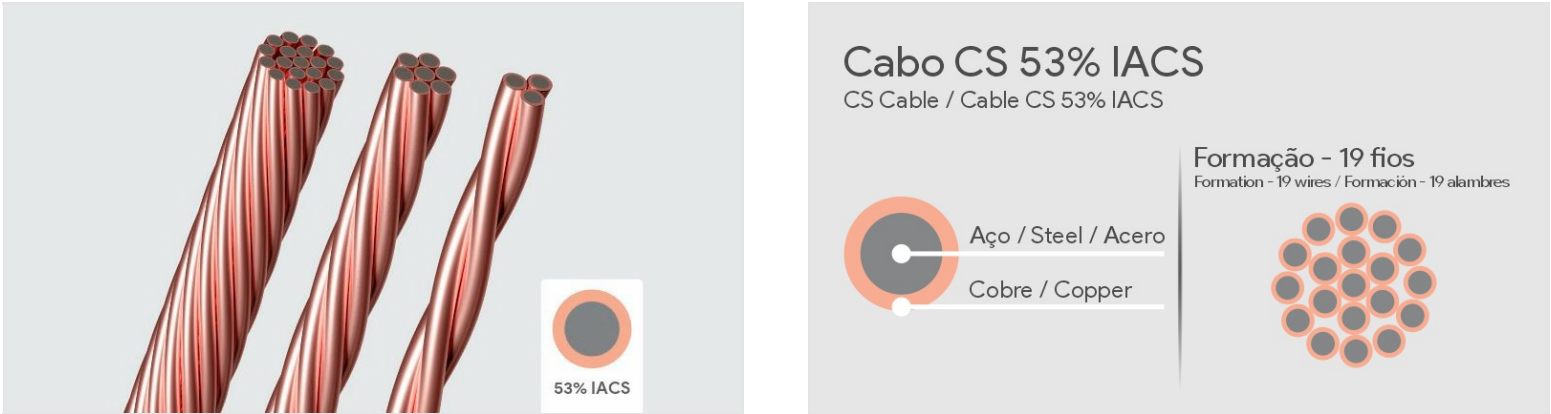 53% IACS
Cabo CS 53% IACS
CS Cable / Cable CS 53% IACS
Aço / Steel / Acero
Cobre / Copper
Formação - 19 fios
Formation - 19 wires / Formación - 19 alambres